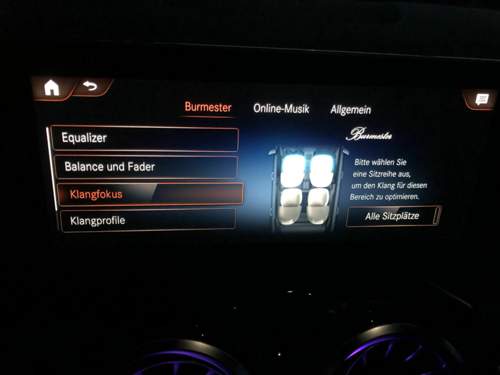 Burmester Online-Musik Allgemein
Equalizer
Balance und Fader
Klangfokus
Klangprofile
Burmester
Bitte wählen Sie
eine Sitzreihe aus,
um den Klang für diesen
Bereich zu optimieren.
Alle Sitzplätze